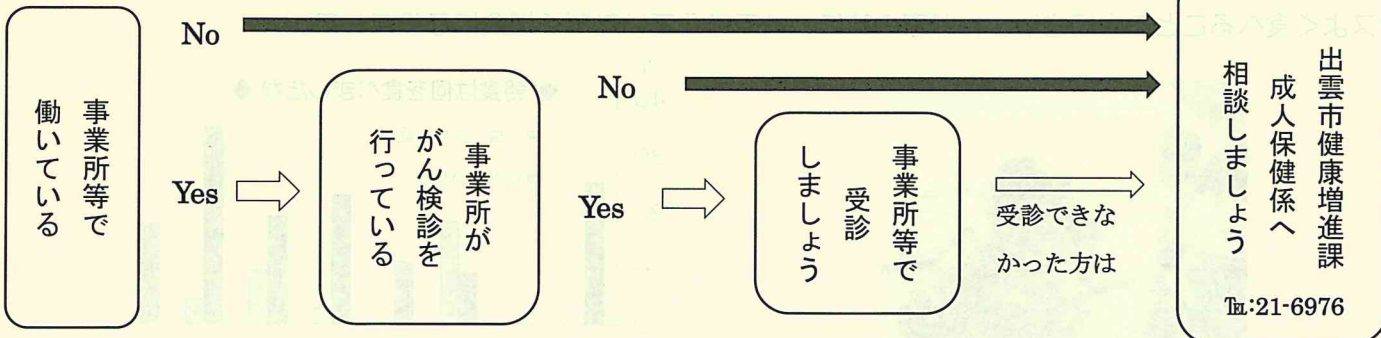 事業所等で
働いている
No
Yes
事業所が
がん検診を
行っている
No
Yes
事業所等で
受診
しましょう
受診できな
かった方は
出雲市健康増進課
成人保健係へ
相談しましょう
℡:21-6976